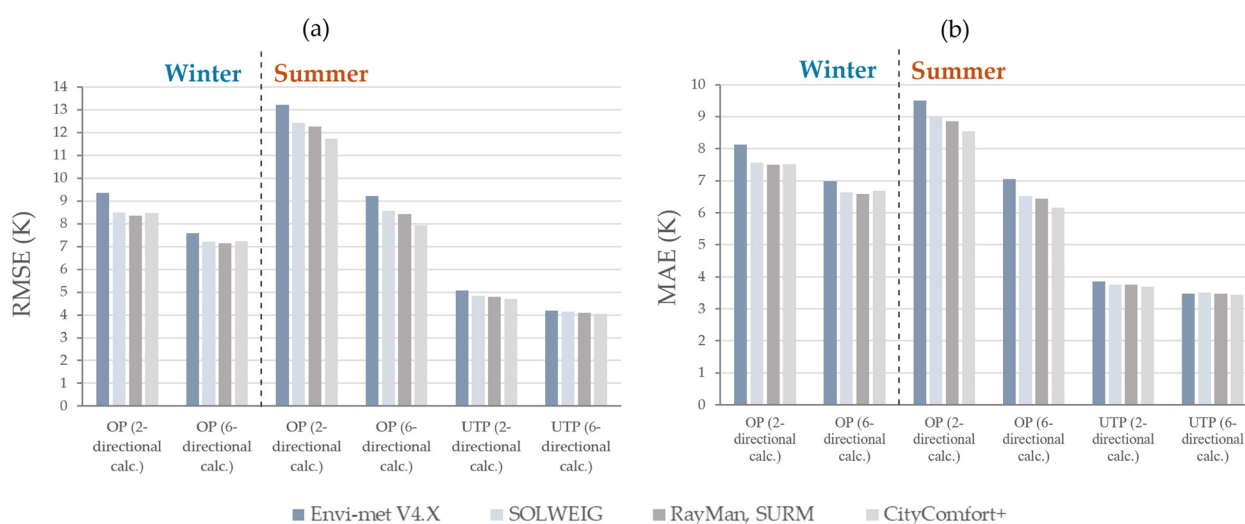 (a)
Winter Summer
RMSE (K)
14
13
12
11
10
9
8
7
6
5
4
3
2
1
0
OP (2-
directional
calc.)
OP (6-
directional
calc.)
OP (2-
directional
calc.)
OP (6-
directional
calc.)
UTP (2-
directional
calc.)
UTP (6-
directional
calc.)
(b)
Winter Summer
MAE (K)
10
9
8
7
6
5
4
3
2
1
0
OP (2-
directional
calc.)
OP (6-
directional
calc.)
OP (2-
directional
calc.)
OP (6-
directional
calc.)
UTP (2-
directional
calc.)
UTP (6-
directional
calc.)
Envi-met V4.X SOLWEIG RayMan, SURM CityComfort+